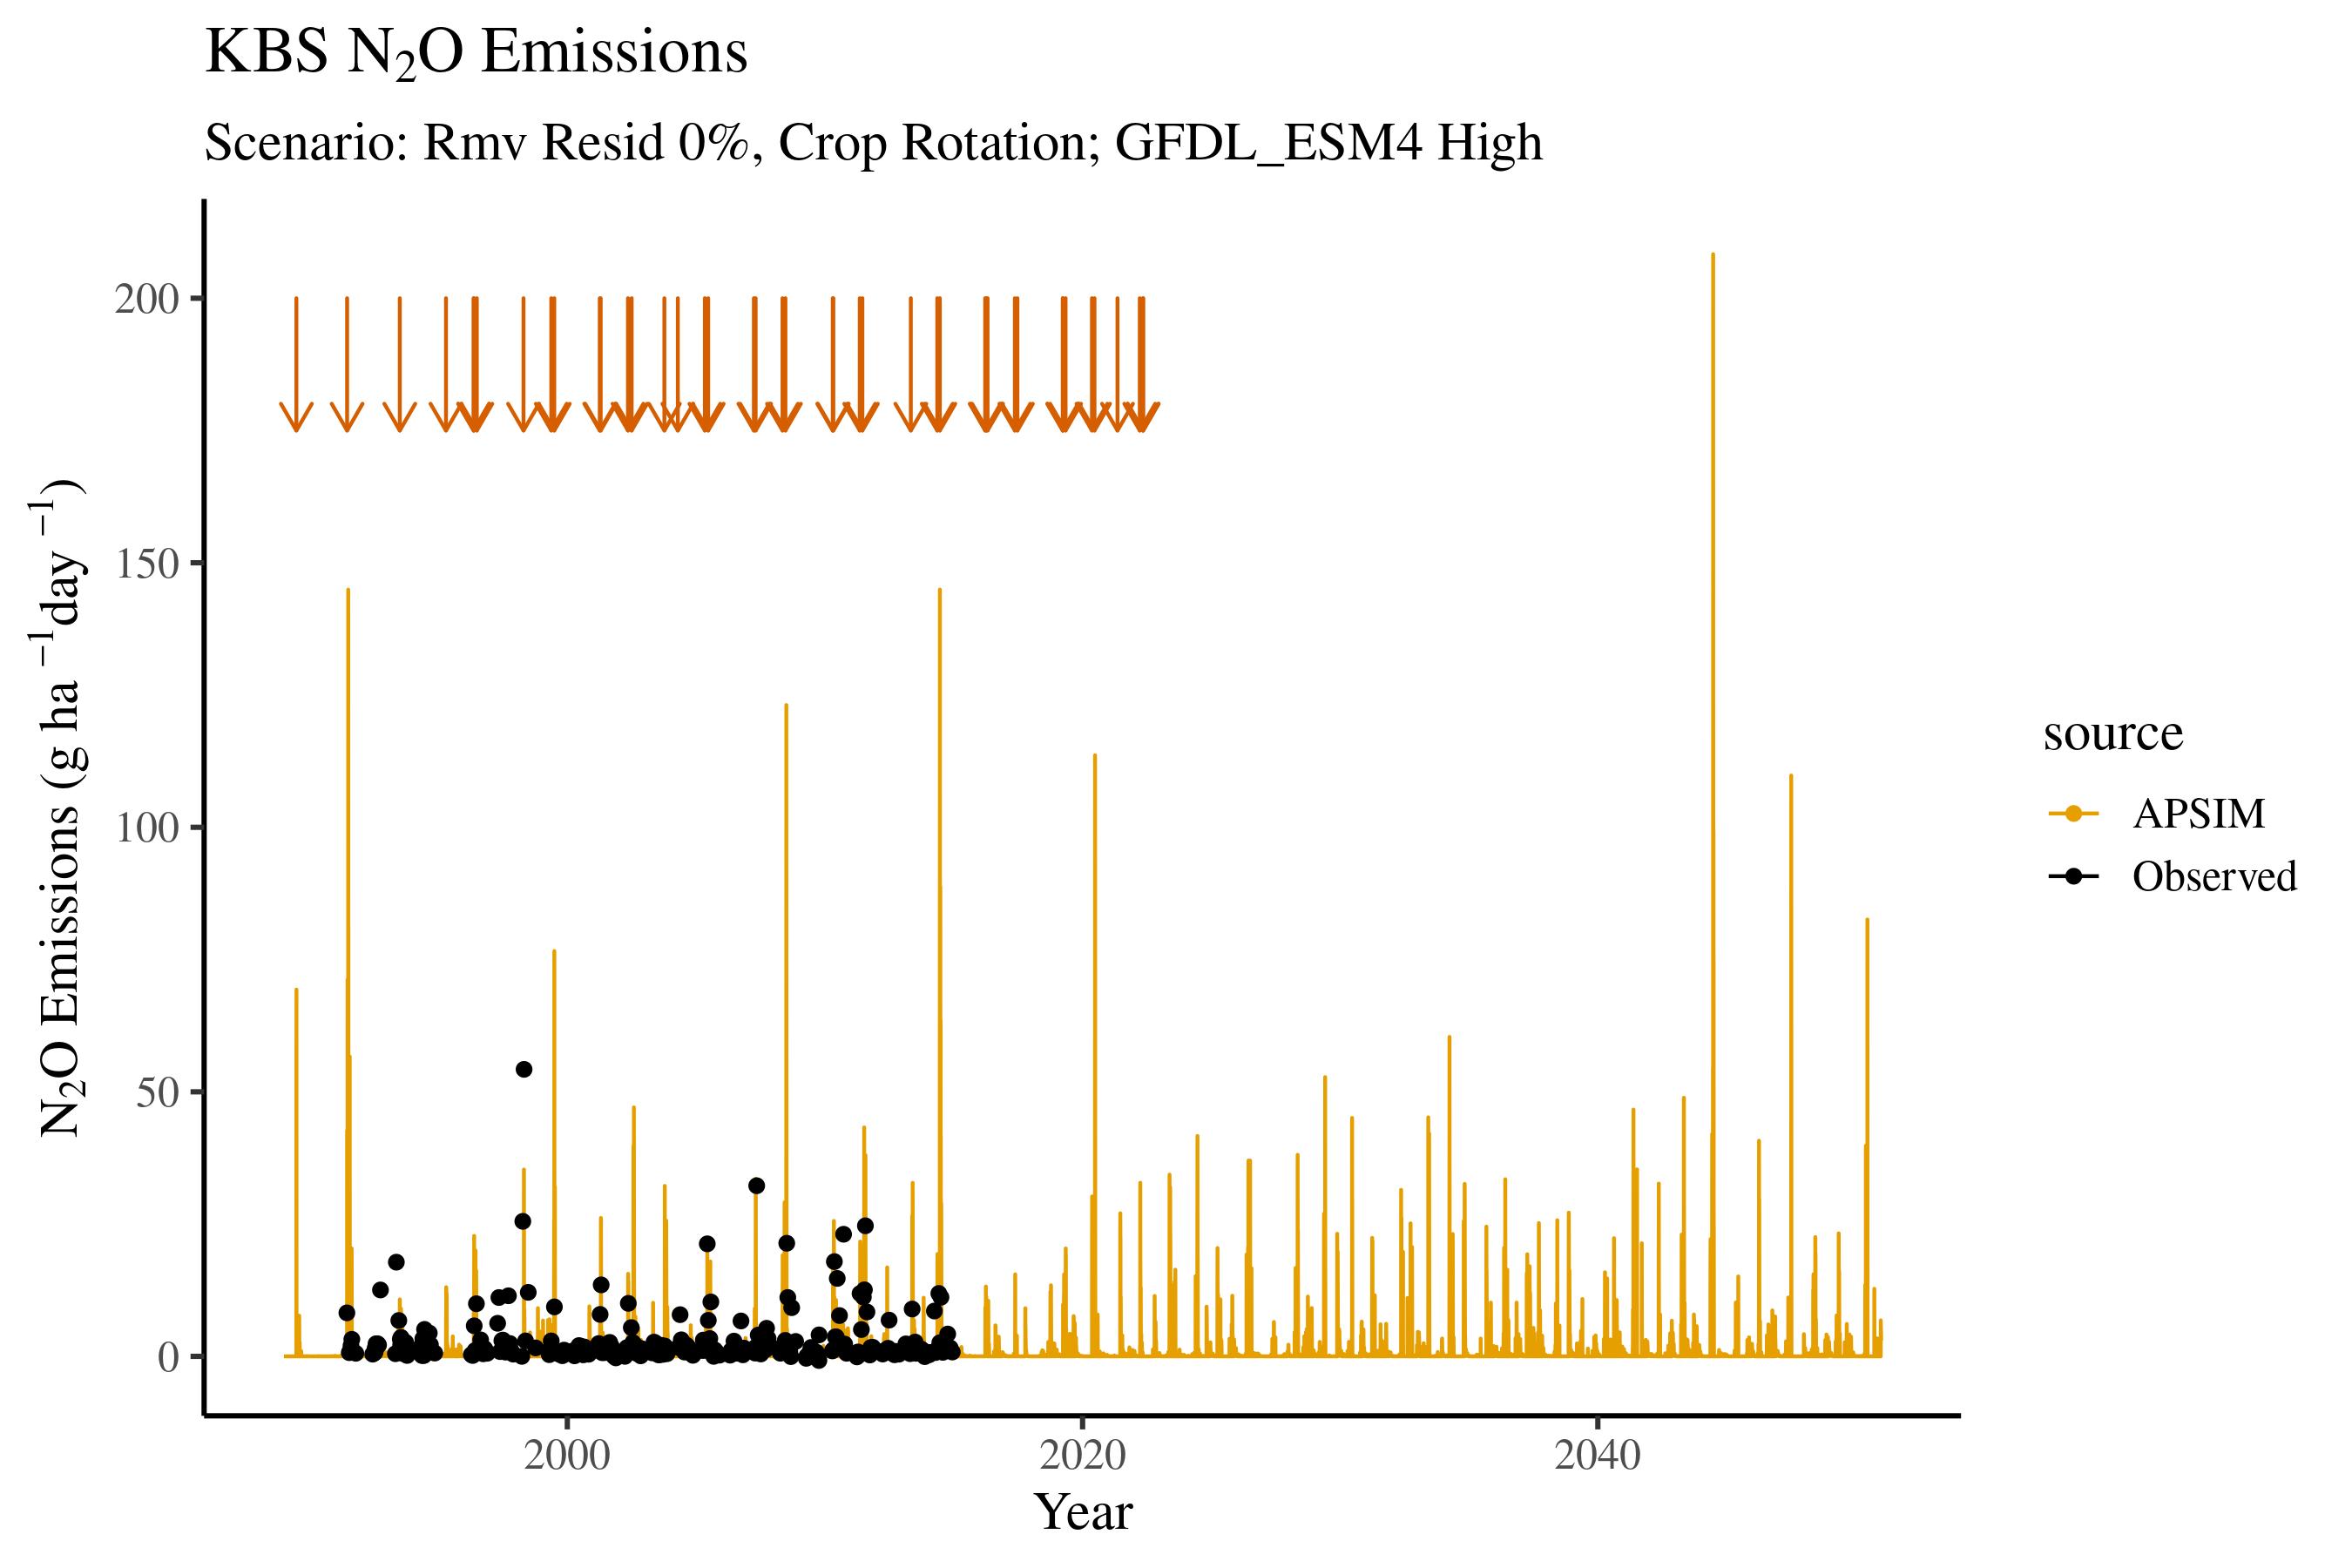 KBS N₂O Emissions
Scenario: Rmv Resid 0%, Crop Rotation; GFDL_ESM4 High
N₂O Emissions (g ha ⁻¹day ⁻¹)
200
150
100
50
0
2000 2020 2040
Year
source
APSIM
Observed